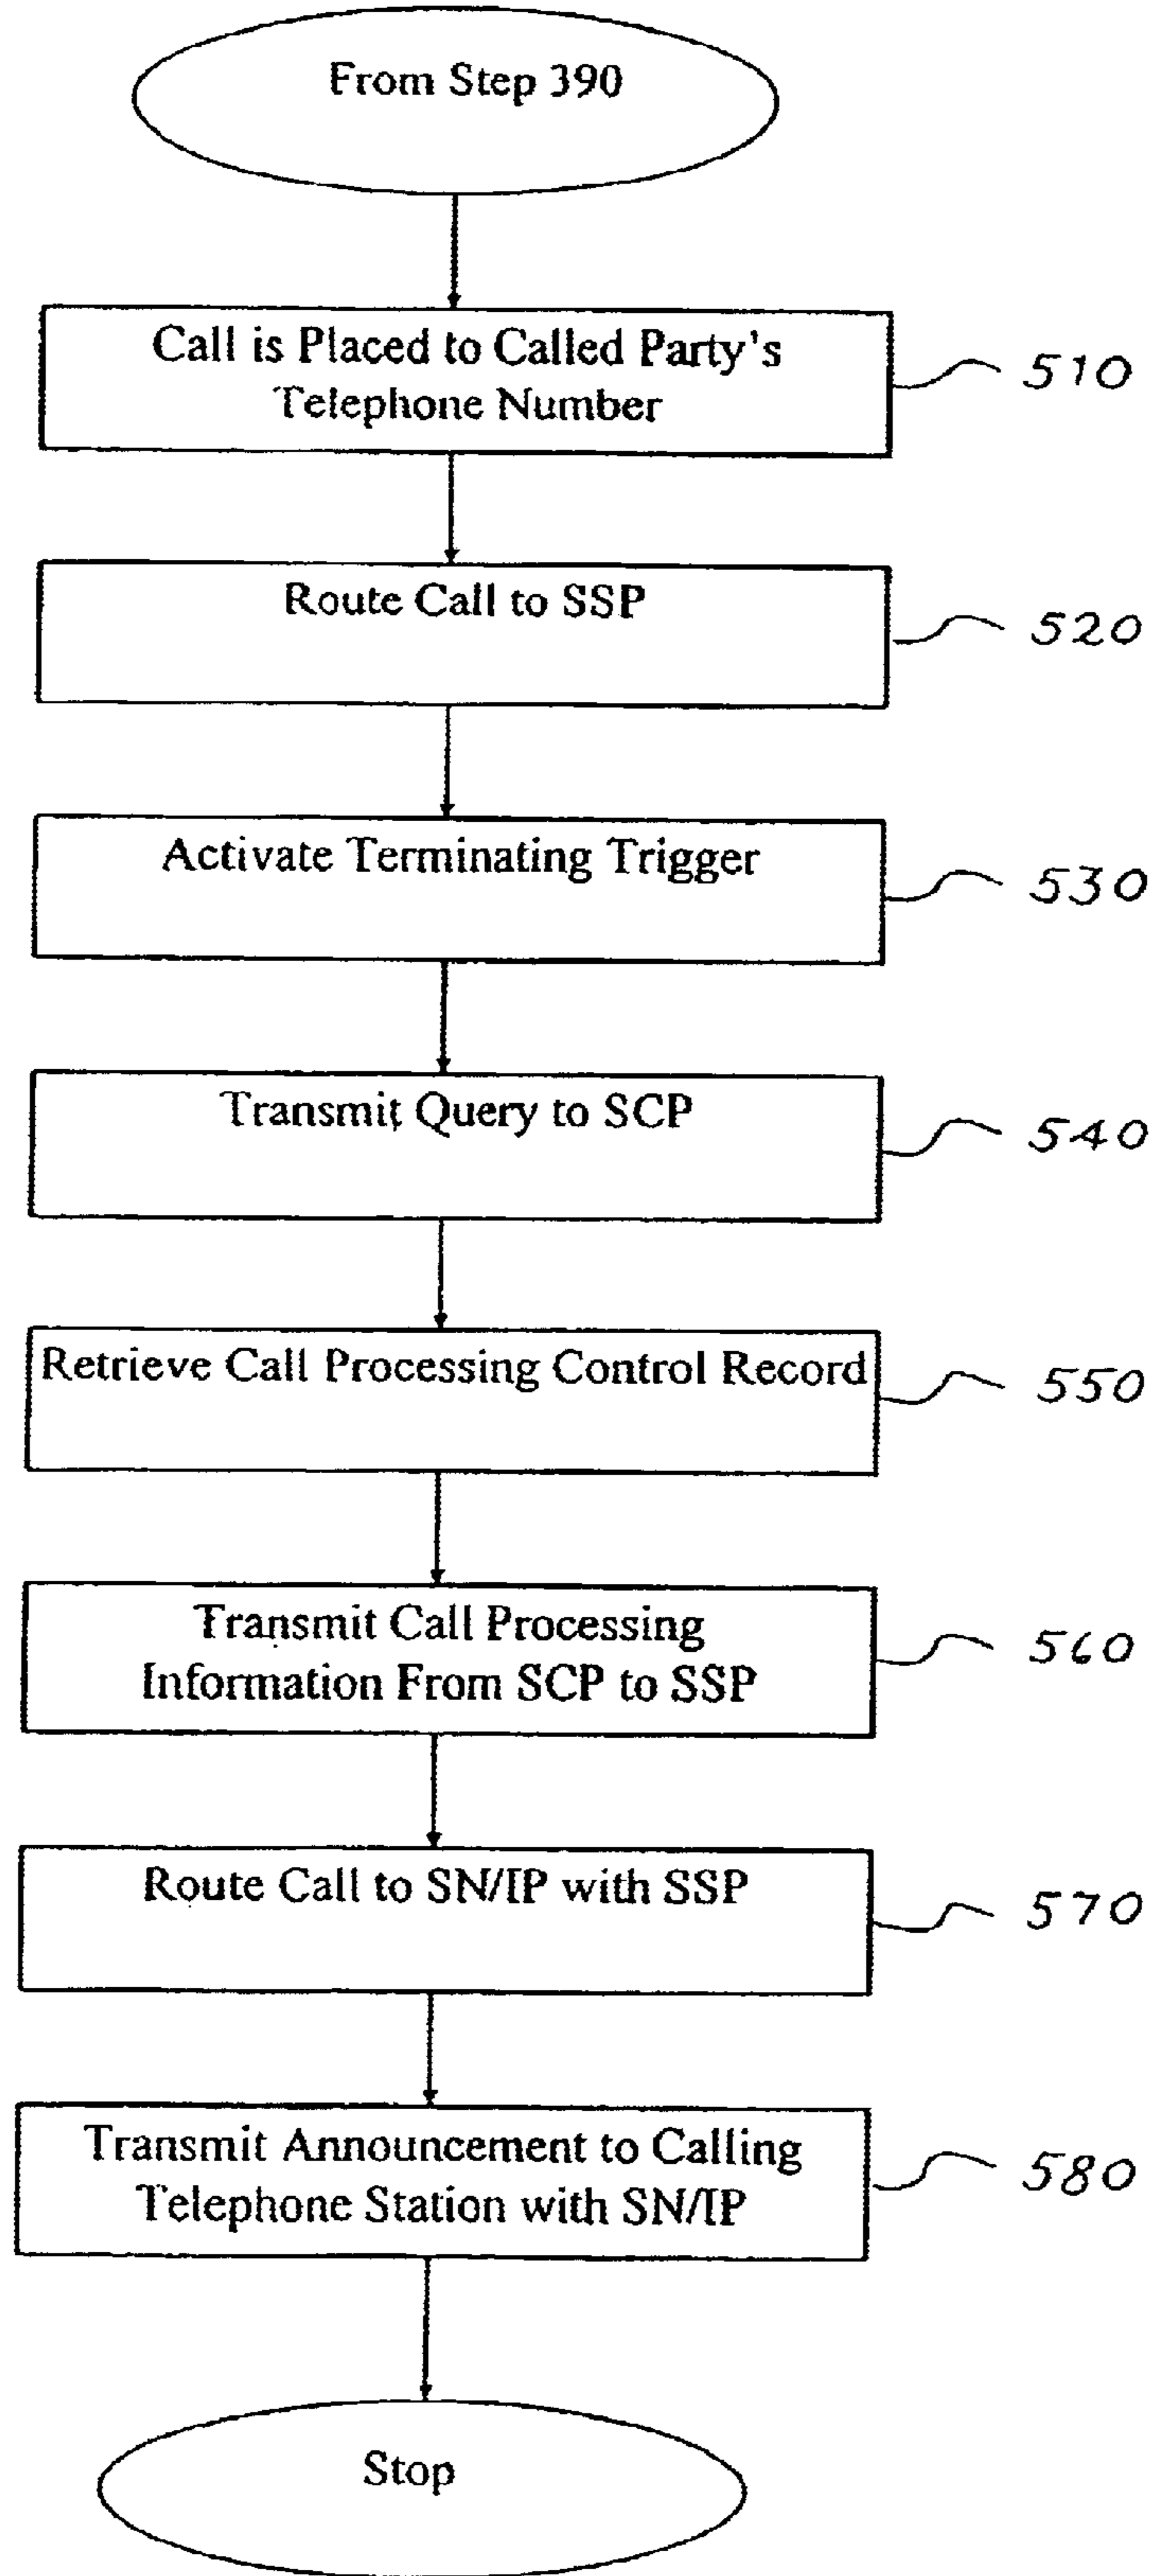 From Step 390
Call is Placed to Called Party's
Telephone Number
510
Route Call to SSP
520
Activate Terminating Trigger
530
Transmit Query to SCP
540
Retrieve Call Processing Control Record
550
Transmit Call Processing
Information From SCP to SSP
560
Route Call to SN/IP with SSP
570
Transmit Announcement to Calling
Telephone Station with SN/IP
580
Stop